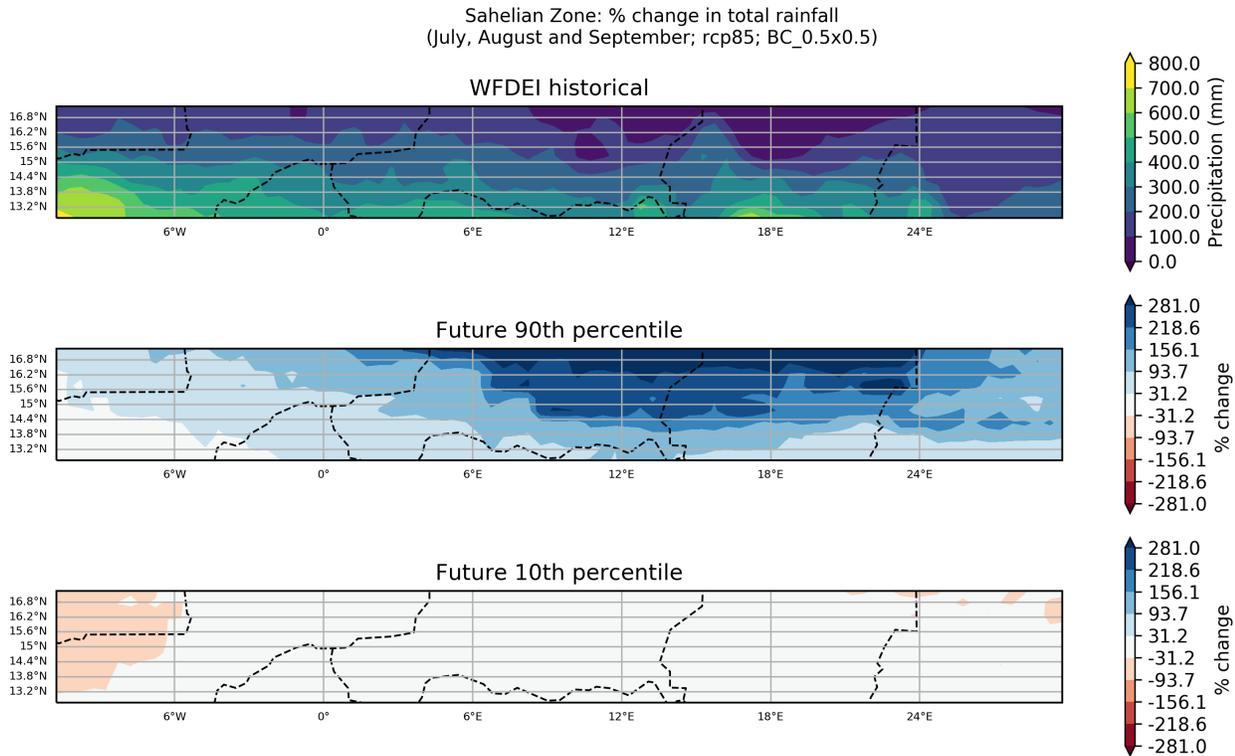 Sahelian Zone: % change in total rainfall
(July, August and September; rcp85; BC_0.5x0.5)
WFDEI historical
16.8°N
16.2°N
15.6°N
15°N
14.4°N
13.8°N
13.2°N
6°W 0° 6°E 12°E 18°E 24°E
800.0
700.0
600.0
500.0
400.0
300.0
200.0
100.0
0.0
Precipitation (mm)
Future 90th percentile
16.8°N
16.2°N
15.6°N
15°N
14.4°N
13.8°N
13.2°N
6°W 0° 6°E 12°E 18°E 24°E
281.0
218.6
156.1
93.7
31.2
-31.2
-93.7
-156.1
-218.6
-281.0
% change
Future 10th percentile
16.8°N
16.2°N
15.6°N
15°N
14.4°N
13.8°N
13.2°N
6°W 0° 6°E 12°E 18°E 24°E
281.0
218.6
156.1
93.7
31.2
-31.2
-93.7
-156.1
-218.6
-281.0
% change